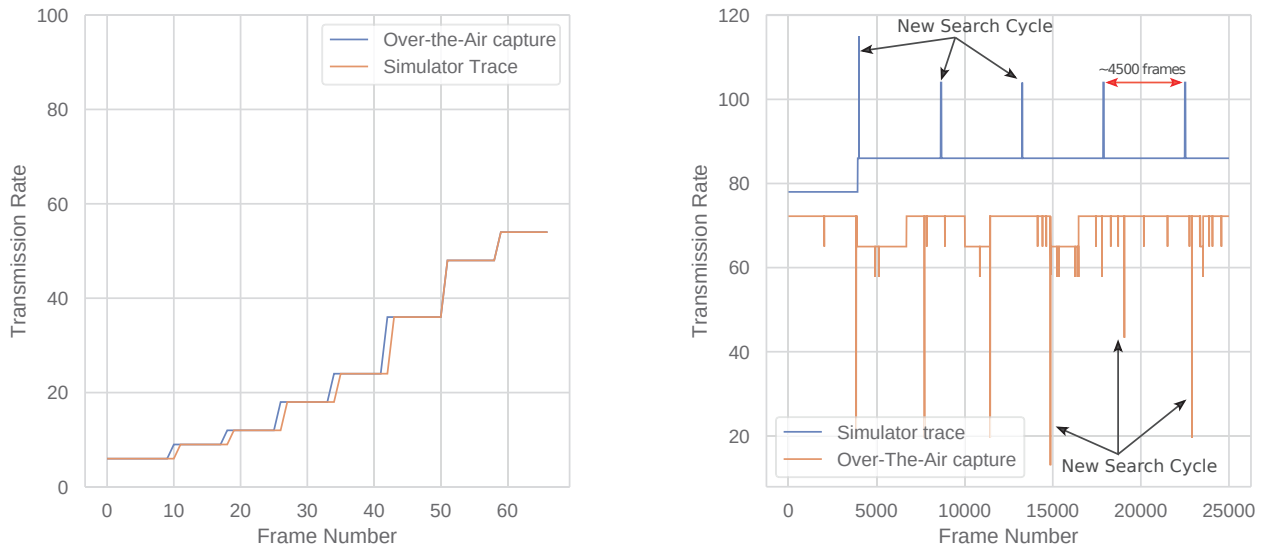 100
80
60
40
20
0
Transmission Rate
Over-the-Air capture
Simulator Trace
0 10 20 30 40 50 60
Frame Number
120
100
80
60
40
20
Transmission Rate
New Search Cycle
~4500 frames
Simulator trace
Over-The-Air capture
New Search Cycle
0 5000 10000 15000 20000 25000
Frame Number